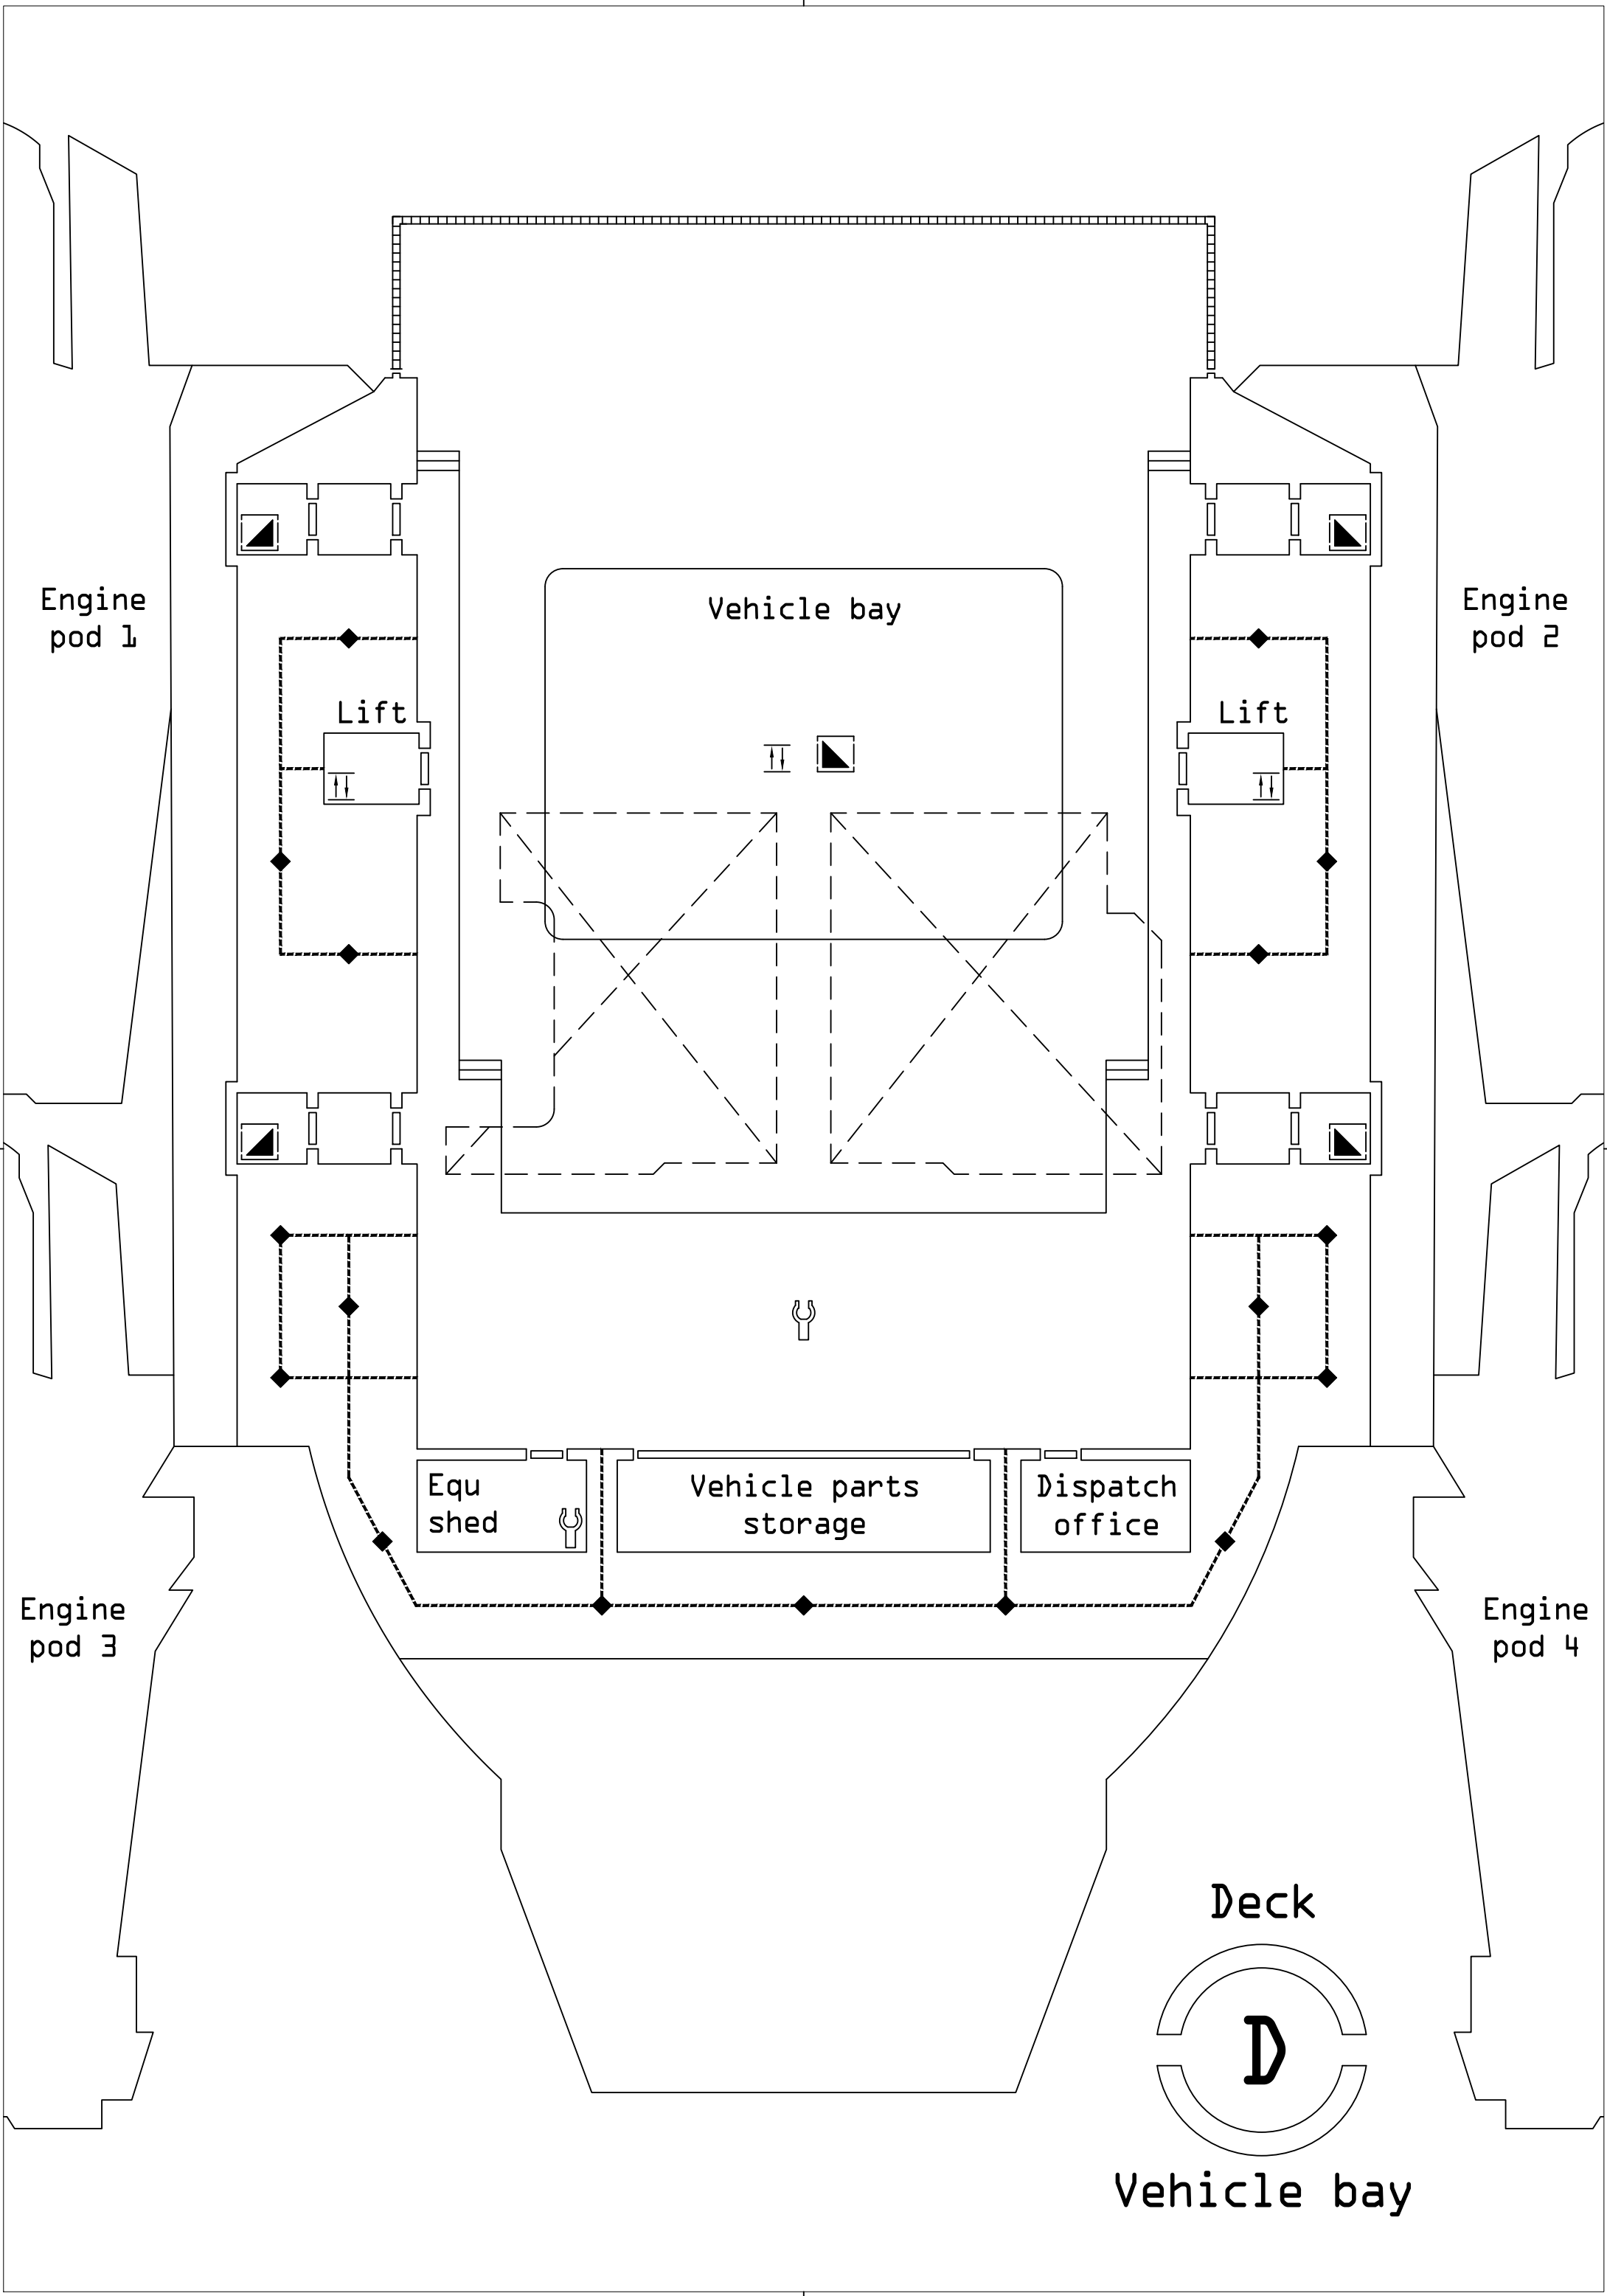 Vehicle bay
Engine
pod 1
Engine
pod 2
Lift
Lift
Equ
shed
Vehicle parts
storage
Dispatch
office
Engine
pod 3
Engine
pod 4
Deck
D
Vehicle bay